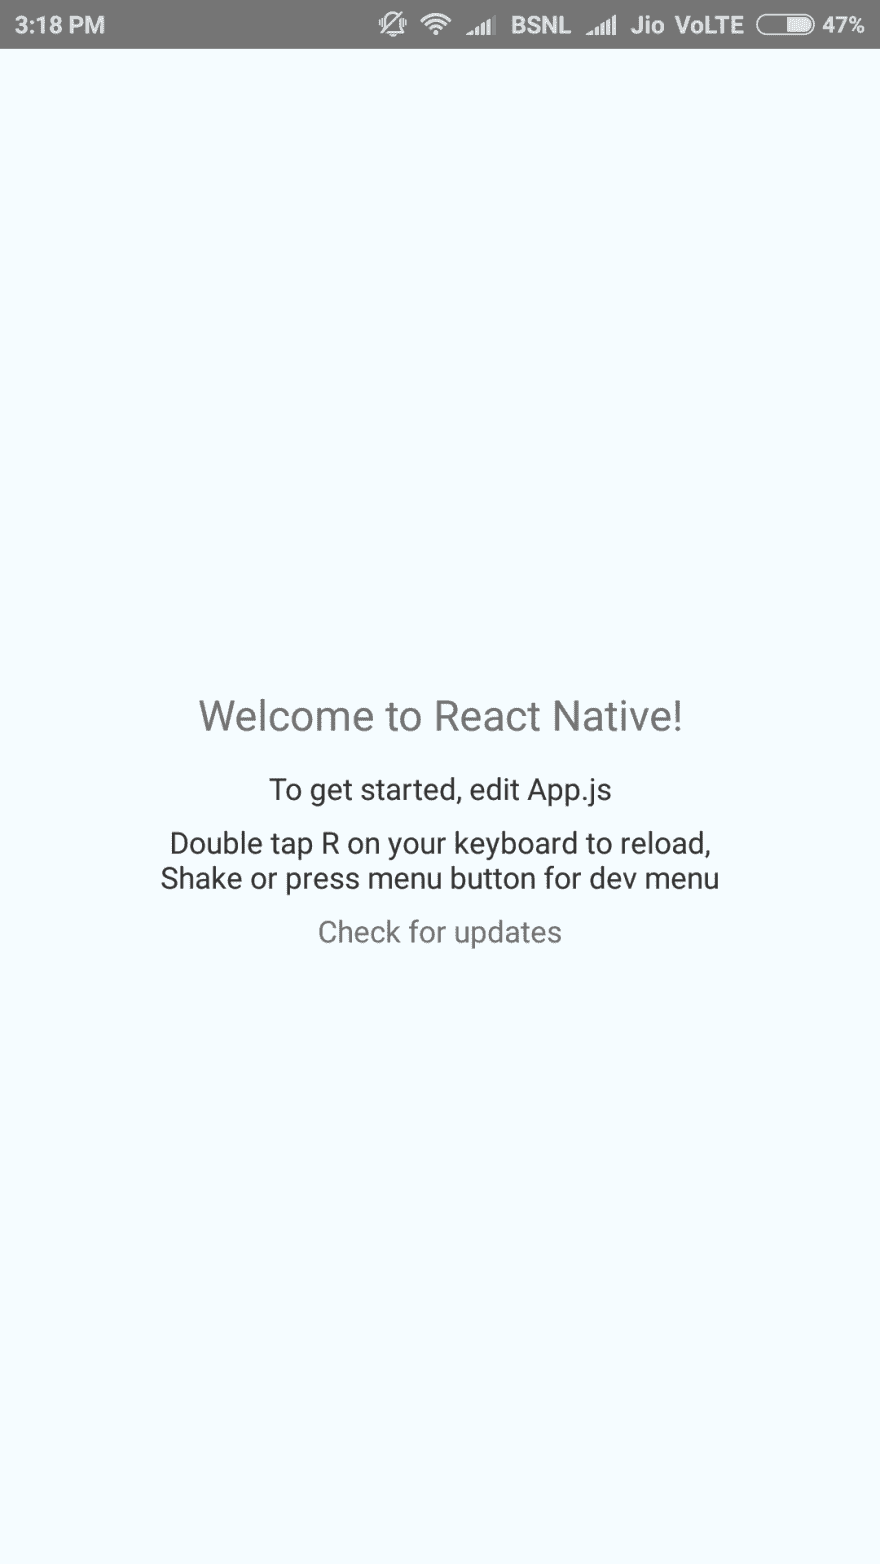 3:18 PM BSNL Jio VoLTE 47%
Welcome to React Native!
To get started, edit App.js
Double tap R on your keyboard to reload,
Shake or press menu button for dev menu
Check for updates